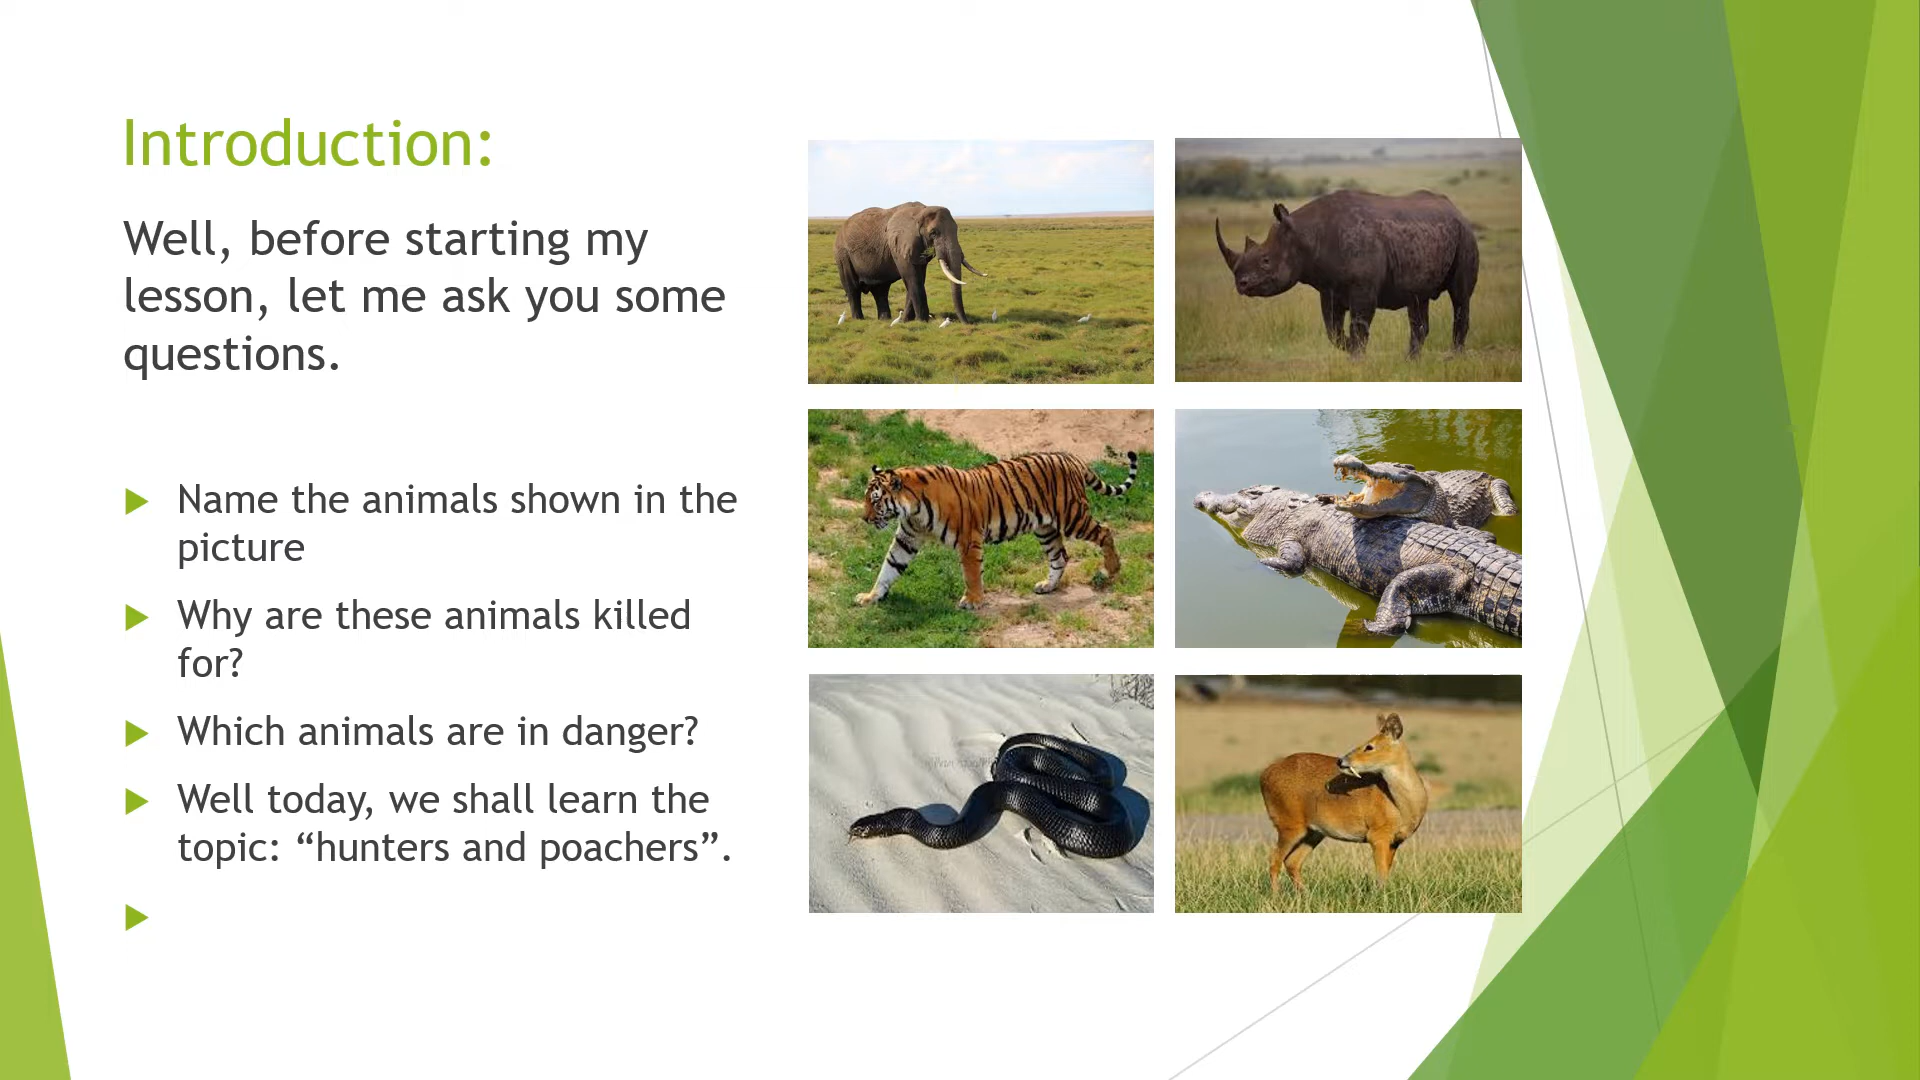 Introduction:
Well, before starting my
lesson, let me ask you some
questions.
Name the animals shown in the
picture
Why are these animals killed
for?
Which animals are in danger?
Well today, we shall learn the
topic: “hunters and poachers”.